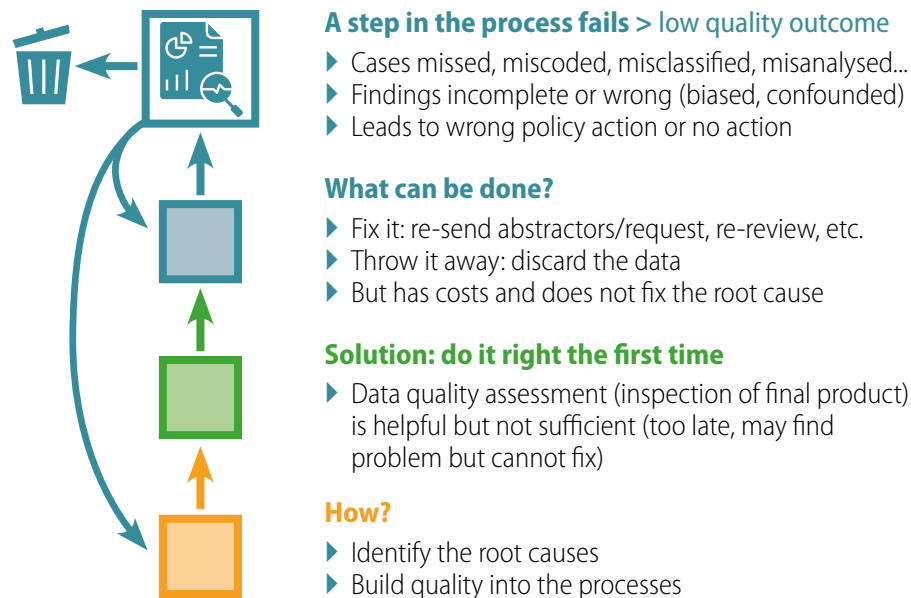 A step in the process fails > low quality outcome
Cases missed, miscoded, misclassified, misanalysed...
Findings incomplete or wrong (biased, confounded)
Leads to wrong policy action or no action
What can be done?
Fix it: re-send abstractors/request, re-review, etc.
Throw it away: discard the data
But has costs and does not fix the root cause
Solution: do it right the first time
Data quality assessment (inspection of final product)
is helpful but not sufficient (too late, may find
problem but cannot fix)
How?
Identify the root causes
Build quality into the processes